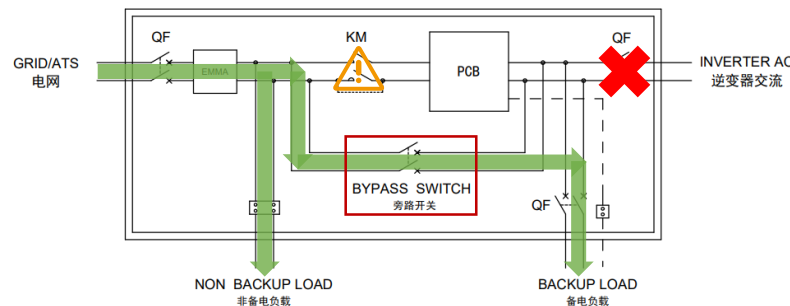 QF
KM
QF
GRID/ATS
电网
EMMA
PCB
INVERTER AC
逆变器交流
BYPASS SWITCH
旁路开关
QF
NON BACKUP LOAD
非备电负载
BACKUP LOAD
备电负载